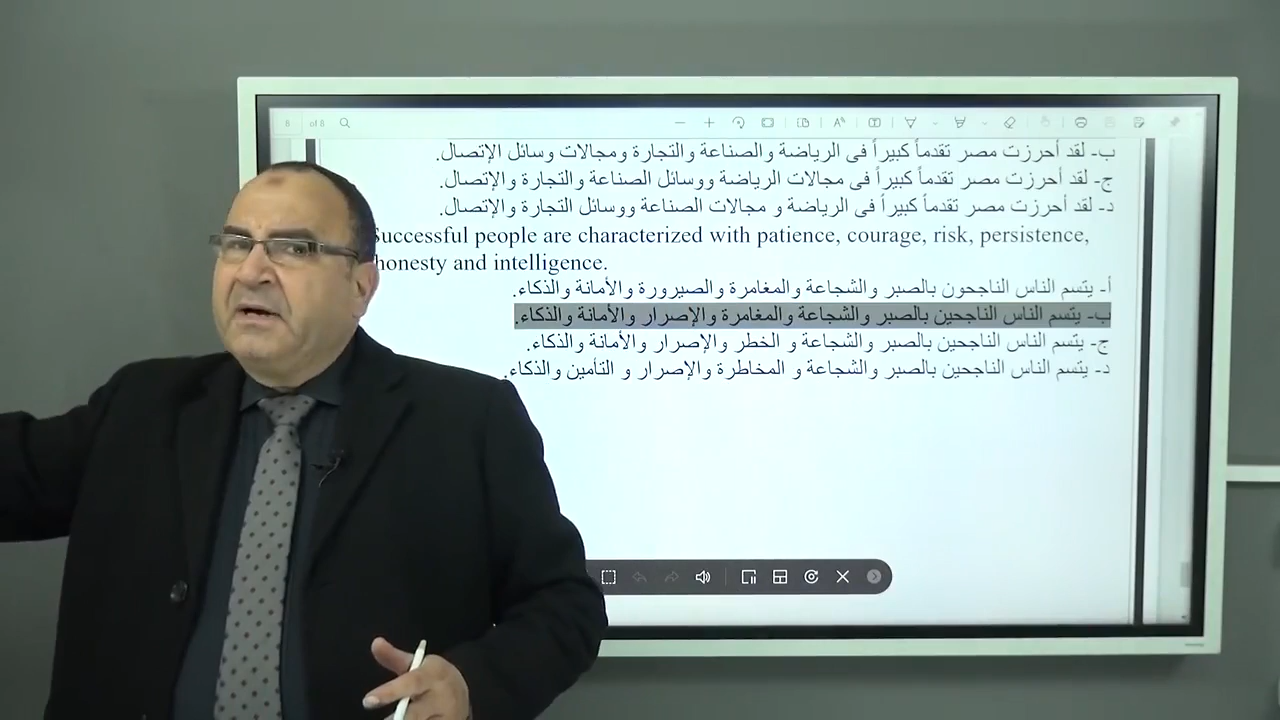 8 of 8
ب- لقد أحرزت مصر تقدماً كبيراً فى الرياضة والصناعة والتجارة ومجالات وسائل الإتصال.
ج- لقد أحرزت مصر تقدماً كبيراً فى مجالات الرياضة ووسائل الصناعة والتجارة والإتصال.
د- لقد أحرزت مصر تقدماً كبيراً فى الرياضة و مجالات الصناعة ووسائل التجارة والإتصال.
Successful people are characterized with patience, courage, risk, persistence,
honesty and intelligence.
أ- يتسم الناس الناجحون بالصبر والشجاعة والمغامرة والصيرورة والأمانة والذكاء.
ب- يتسم الناس الناجحين بالصبر والشجاعة والمغامرة والإصرار والأمانة والذكاء.
ج- يتسم الناس الناجحين بالصبر والشجاعة و الخطر والإصرار والأمانة والذكاء.
د- يتسم الناس الناجحين بالصبر والشجاعة و المخاطرة والإصرار و التأمين والذكاء.